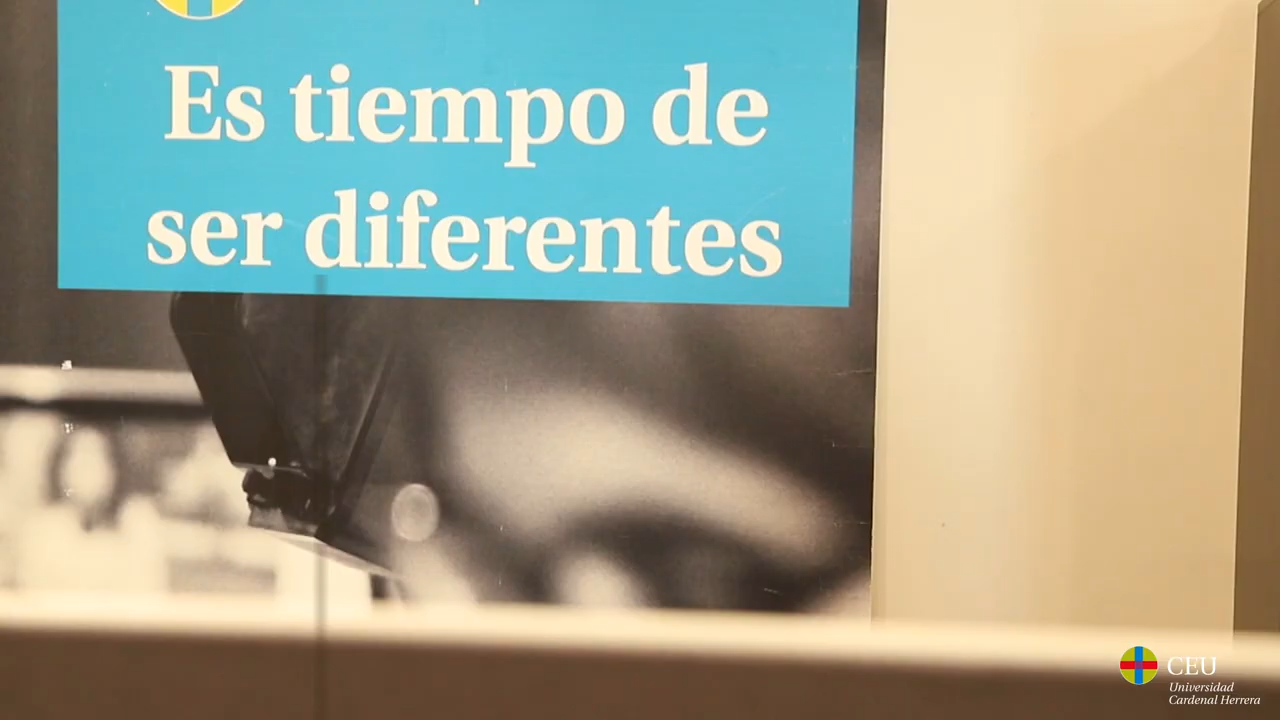 Es tiempo de
ser diferentes
CEU
Universidad
Cardenal Herrera